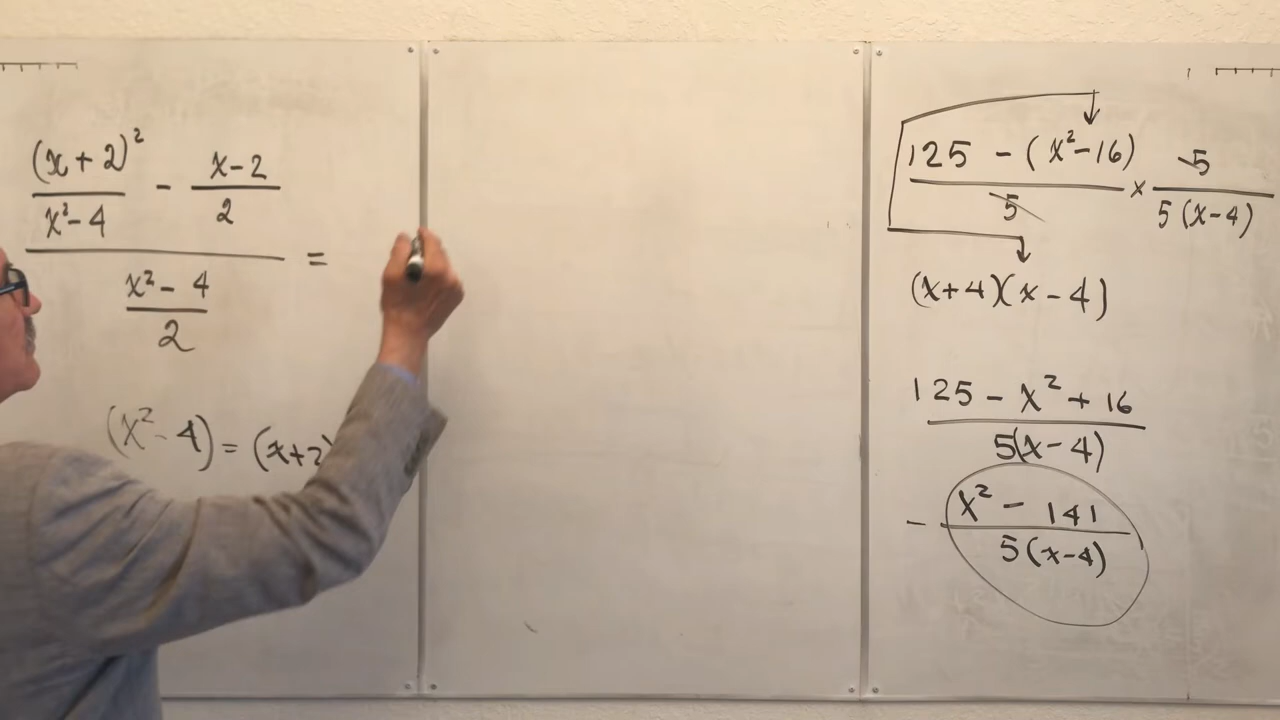 (x + 2)² / x² - 4 - x - 2 / 2
=
x² - 4 / 2
(x² - 4) = (x+2)
125 - (x² - 16) / 5 × 5 / 5(x - 4)
(x+4)(x - 4)
125 - x² + 16 / 5(x - 4)
- x² - 141 / 5(x-4)